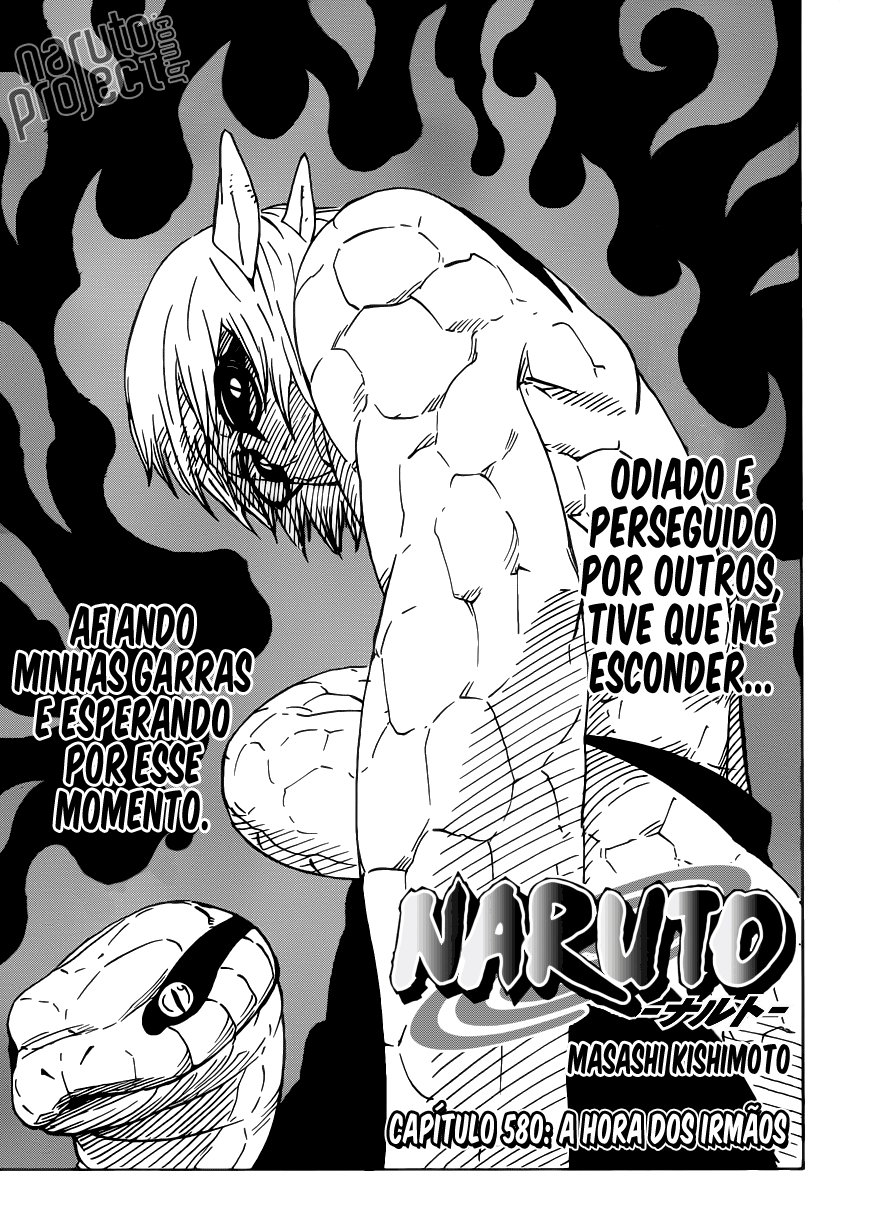 naruto
project
.com.br
ODIADO E
PERSEGUIDO
POR OUTROS,
TIVE QUE ME
ESCONDER...
AFIANDO
MINHAS GARRAS
E ESPERANDO
POR ESSE
MOMENTO.
NARUTO
-ナルト-
MASASHI KISHIMOTO
CAPÍTULO 580: A HORA DOS IRMÃOS